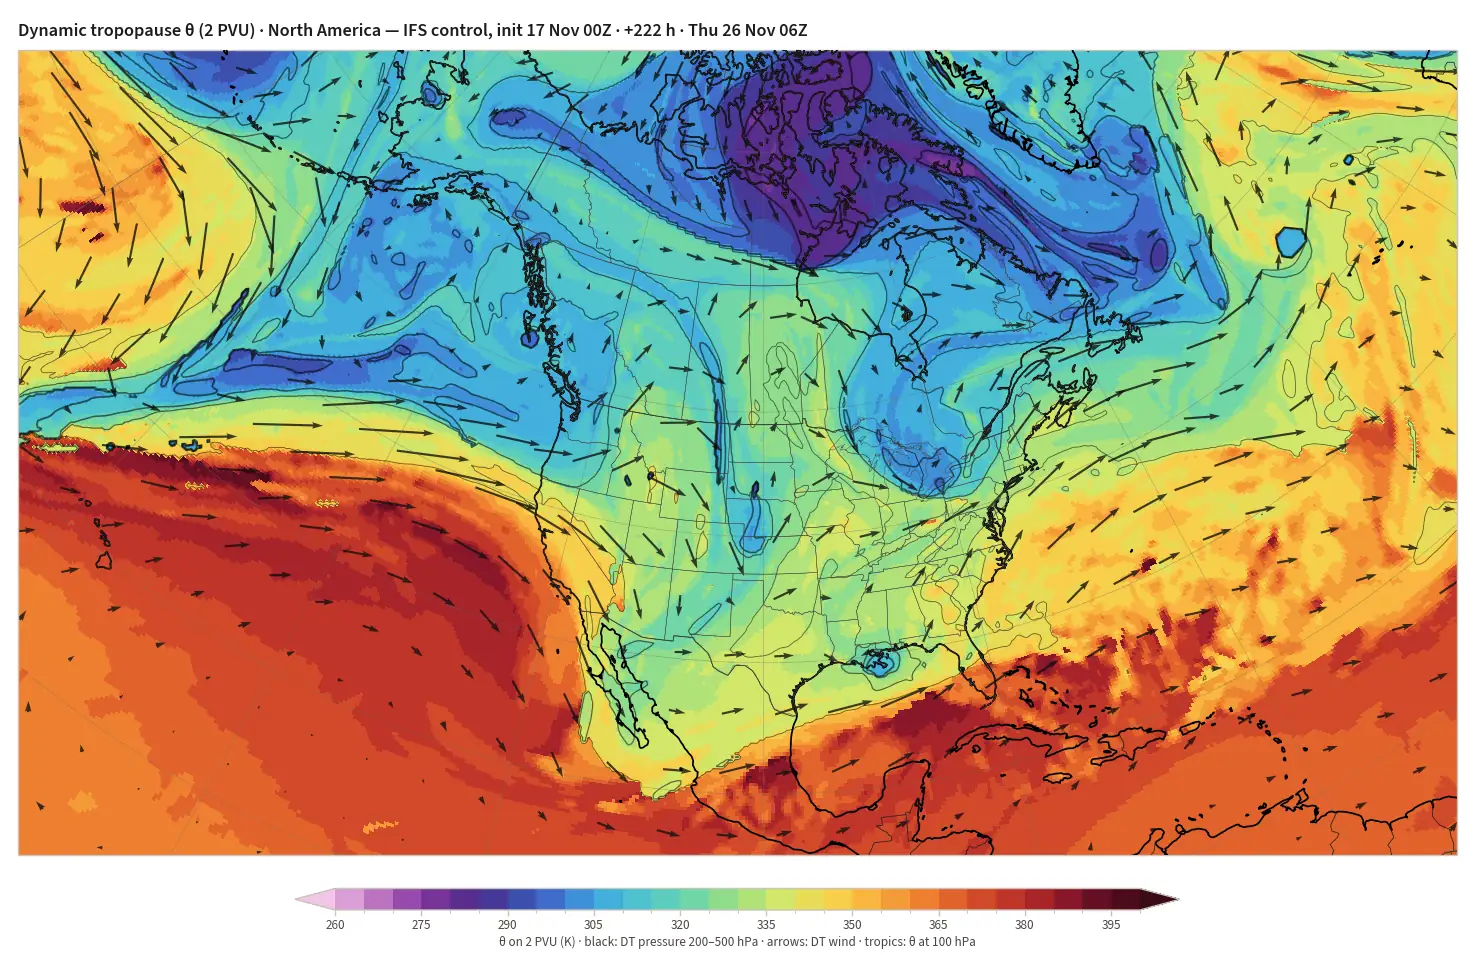 Dynamic tropopause θ (2 PVU) · North America — IFS control, init 17 Nov 00Z · +222 h · Thu 26 Nov 06Z
260 275 290 305 320 335 350 365 380 395
θ on 2 PVU (K) · black: DT pressure 200–500 hPa · arrows: DT wind · tropics: θ at 100 hPa